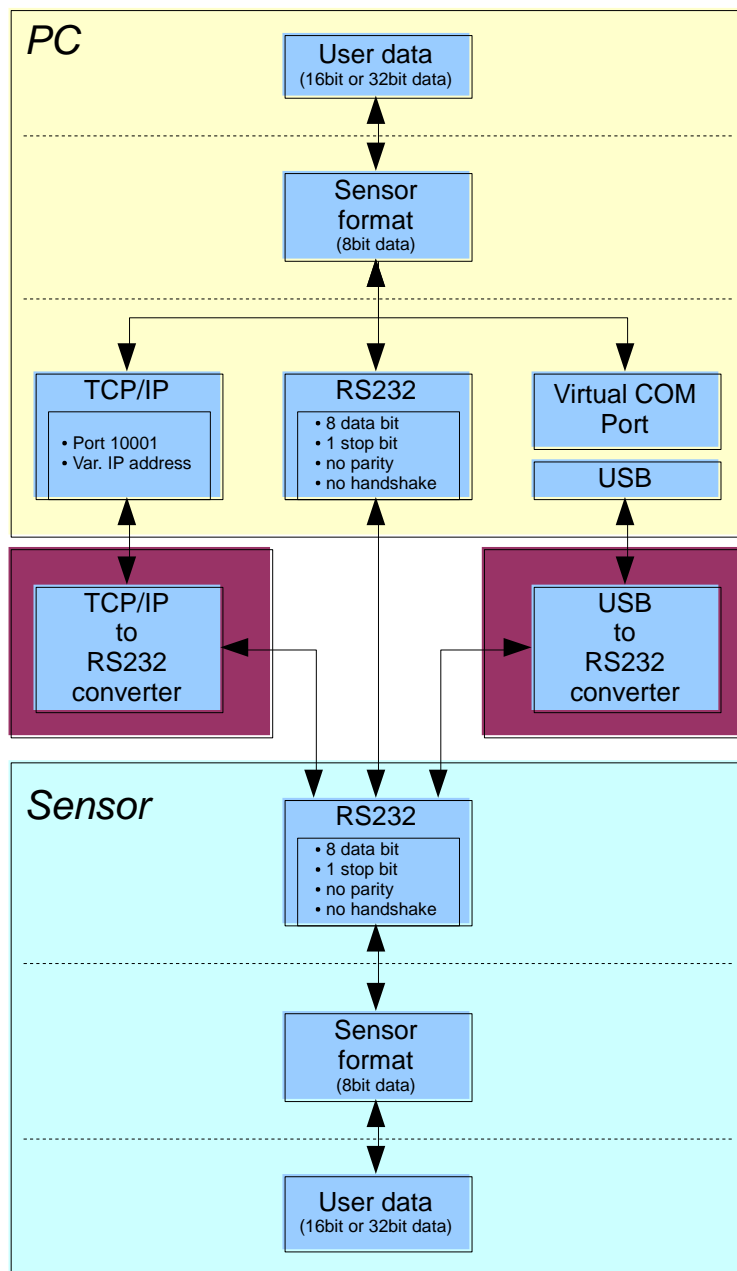 PC
User data
(16bit or 32bit data)
Sensor
format
(8bit data)
TCP/IP
• Port 10001
• Var. IP address
RS232
• 8 data bit
• 1 stop bit
• no parity
• no handshake
Virtual COM
Port
USB
TCP/IP
to
RS232
converter
USB
to
RS232
converter
Sensor
RS232
• 8 data bit
• 1 stop bit
• no parity
• no handshake
Sensor
format
(8bit data)
User data
(16bit or 32bit data)